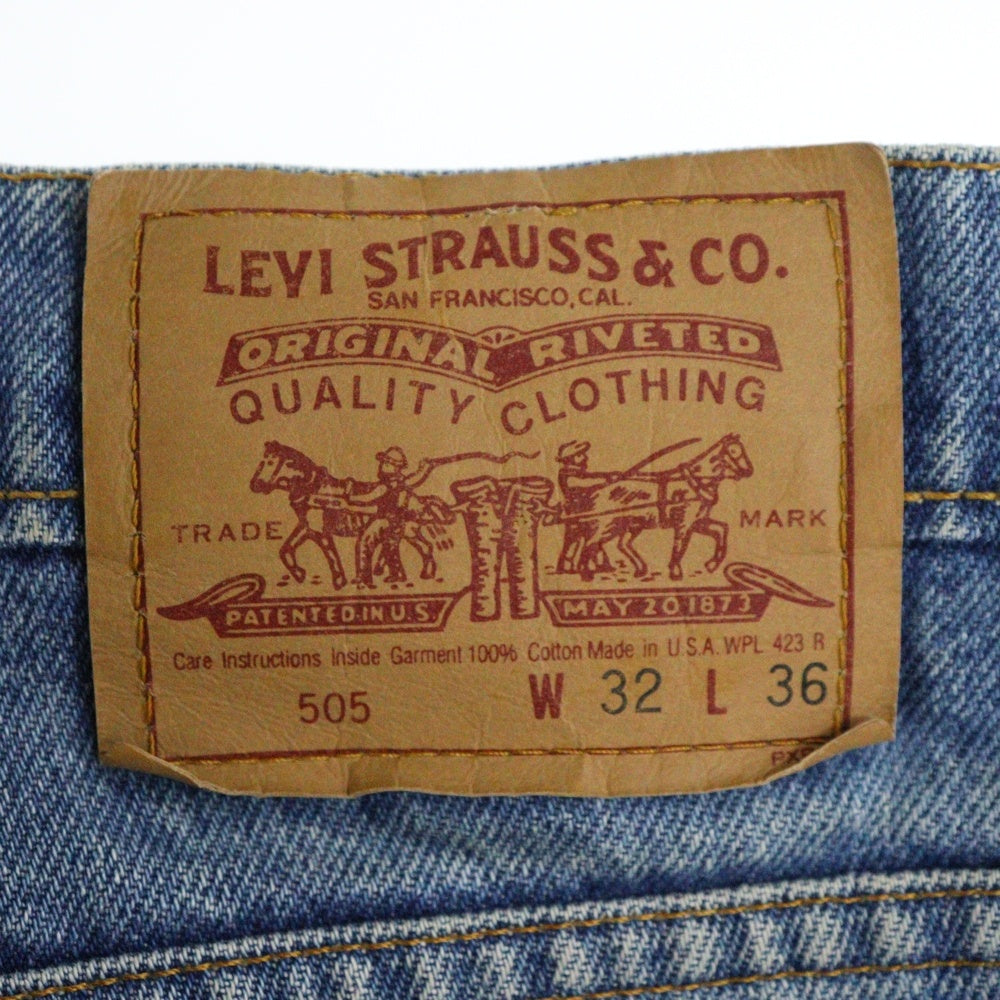 LEVI STRAUSS & CO.
SAN FRANCISCO, CAL.
ORIGINAL RIVETED
QUALITY CLOTHING
TRADE MARK
PATENTED IN U.S. MAY 20 1873
Care Instructions Inside Garment 100% Cotton Made in U.S.A. WPL 423 R
505 W 32 L 36